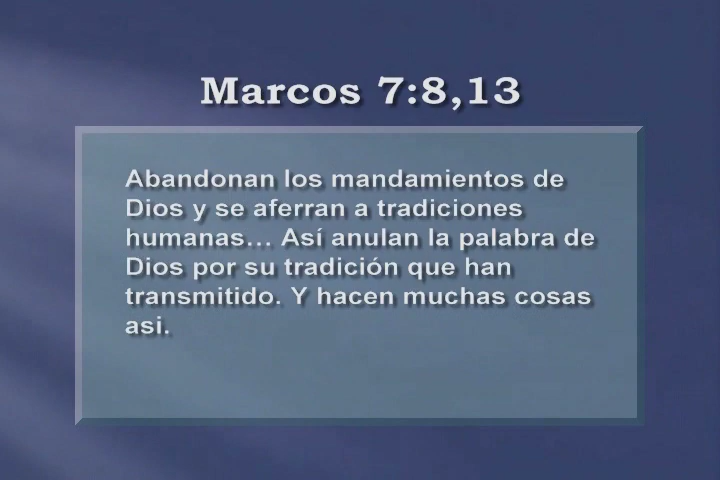 Marcos 7:8,13
Abandonan los mandamientos de
Dios y se aferran a tradiciones
humanas... Así anulan la palabra de
Dios por su tradición que han
transmitido. Y hacen muchas cosas
asi.